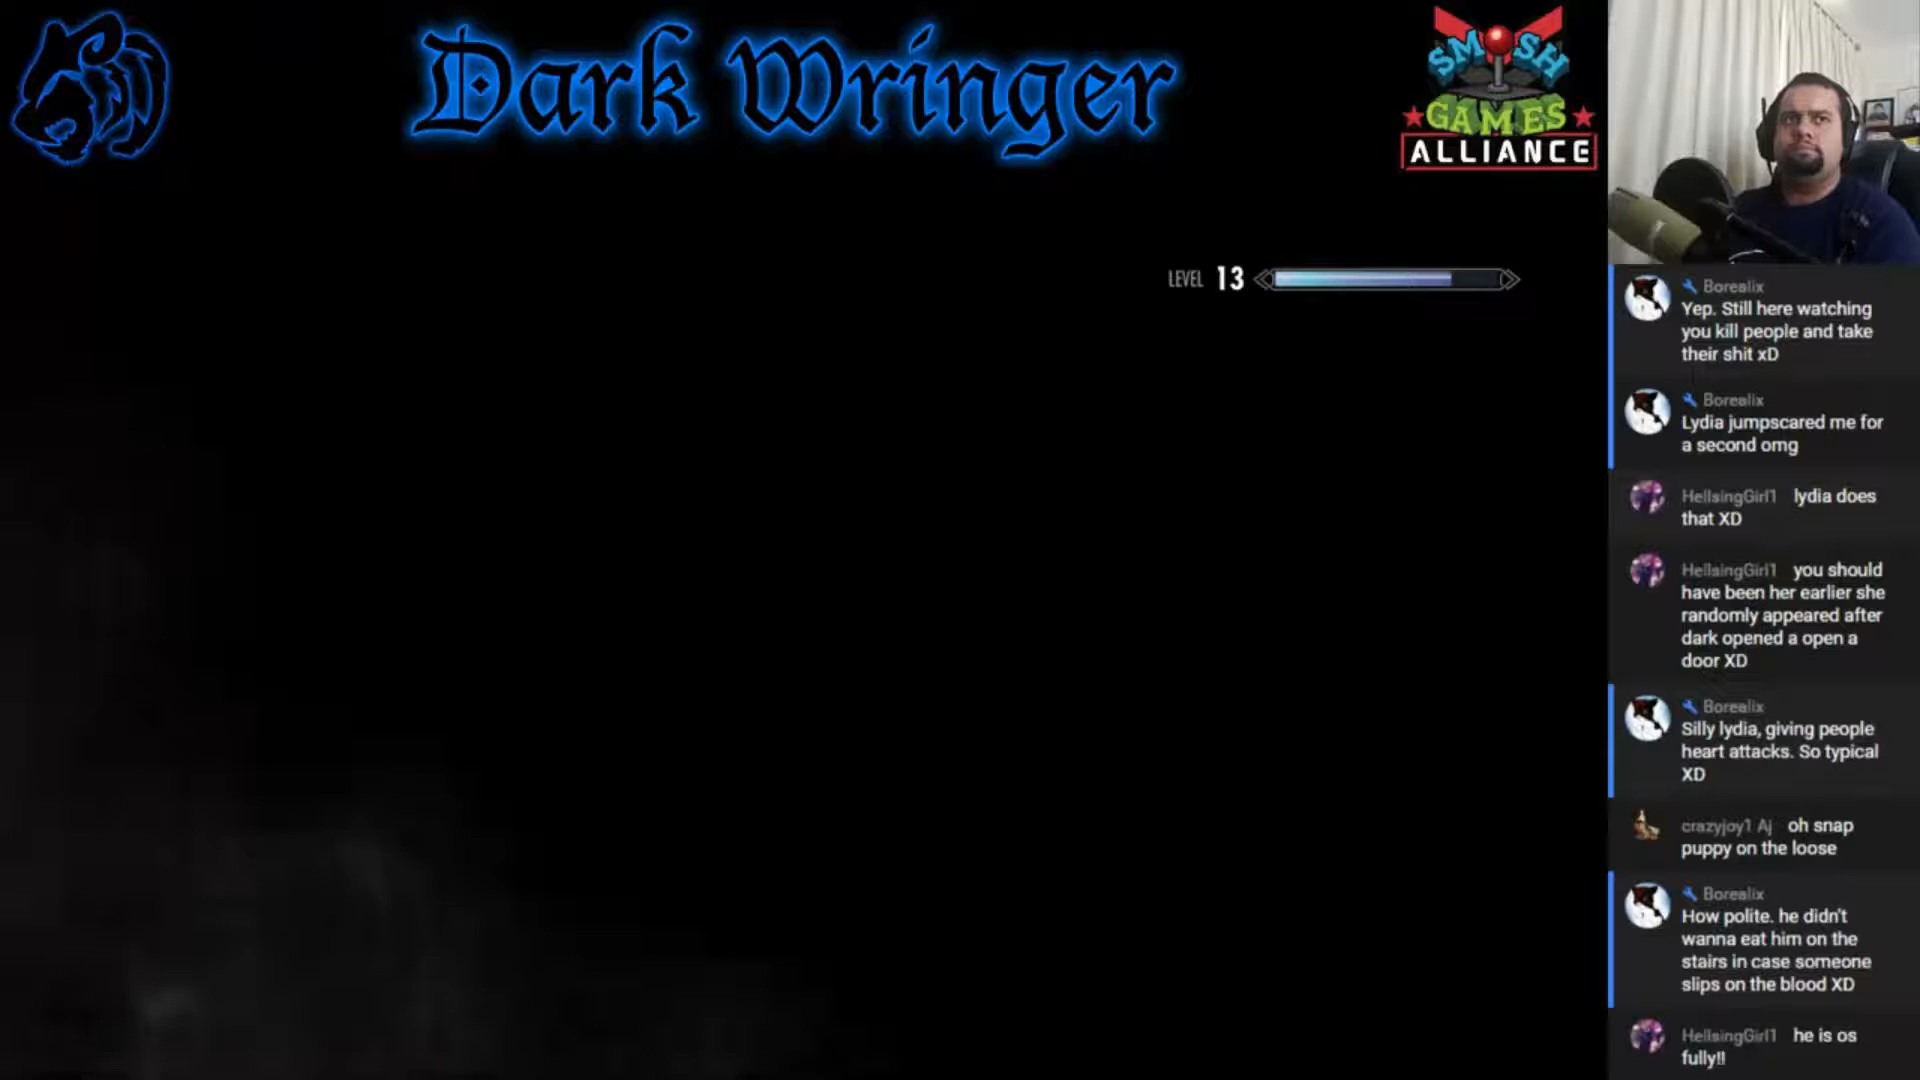 Dark Wringer
SMOSH
GAMES
ALLIANCE
LEVEL 13
Borealix
Yep. Still here watching
you kill people and take
their shit xD
Borealix
Lydia jumpscared me for
a second omg
HellsingGirl1 lydia does
that XD
HellsingGirl1 you should
have been her earlier she
randomly appeared after
dark opened a open a
door XD
Borealix
Silly lydia, giving people
heart attacks. So typical
XD
crazyjoy1 Aj oh snap
puppy on the loose
Borealix
How polite. he didn't
wanna eat him on the
stairs in case someone
slips on the blood XD
HellsingGirl1 he is os
fully!!